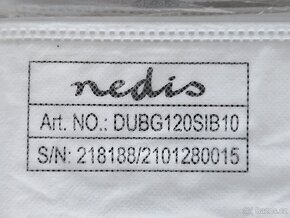 nedis
Art. NO.: DUBG120SIB10
S/N: 218188/2101280015